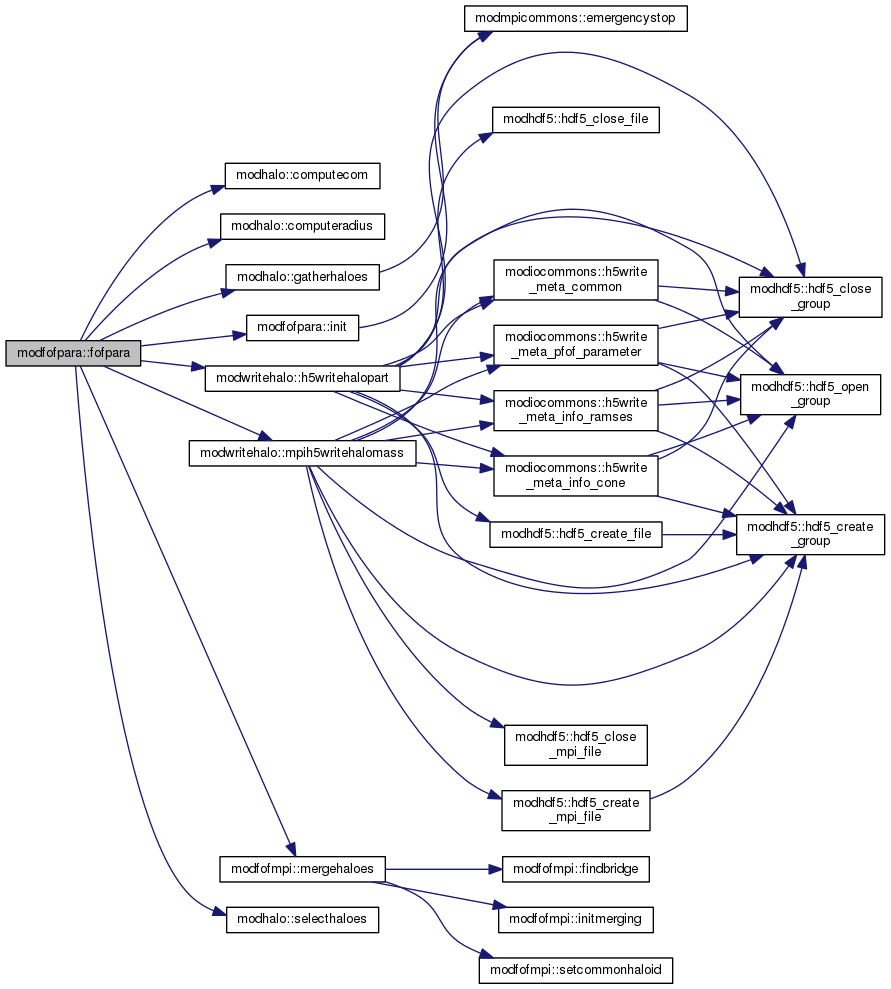 modmpicommons::emergencystop
modhdf5::hdf5_close_file
modhalo::computecom
modhalo::computeradius
modhalo::gatherhaloes
modiocommons::h5write
_meta_common
modhdf5::hdf5_close
_group
modfofpara::init
modfofpara::fofpara
modiocommons::h5write
_meta_pfof_parameter
modwritehalo::h5writehalopart
modhdf5::hdf5_open
_group
modiocommons::h5write
_meta_info_ramses
modwritehalo::mpih5writehalomass
modiocommons::h5write
_meta_info_cone
modhdf5::hdf5_create_file
modhdf5::hdf5_create
_group
modhdf5::hdf5_close
_mpi_file
modhdf5::hdf5_create
_mpi_file
modfofmpi::mergehaloes
modfofmpi::findbridge
modhalo::selecthaloes
modfofmpi::initmerging
modfofmpi::setcommonhaloid